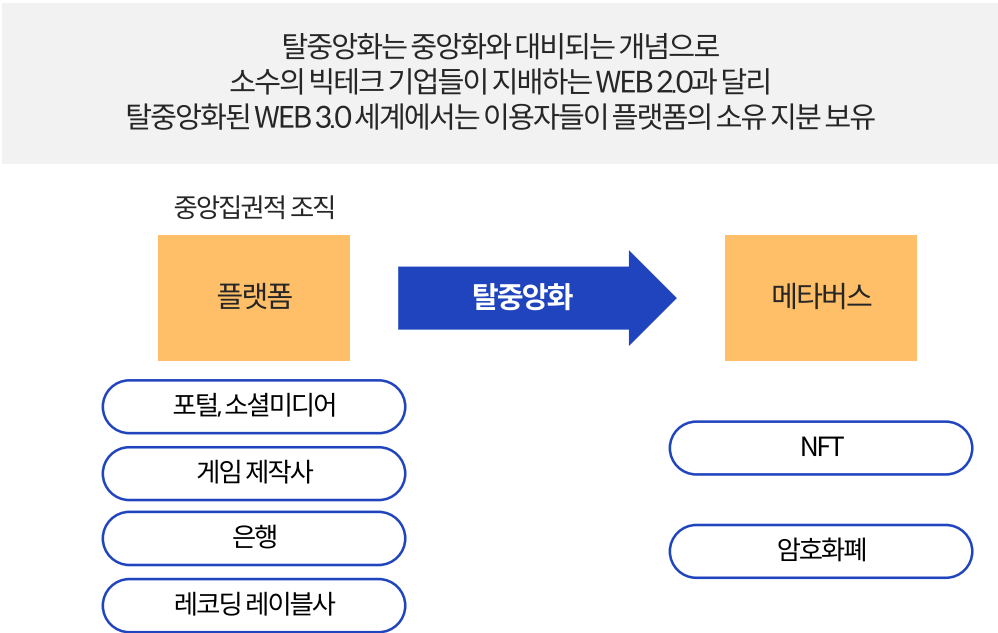 탈중앙화는 중앙화와 대비되는 개념으로
소수의 빅테크 기업들이 지배하는 WEB 2.0과 달리
탈중앙화된 WEB 3.0 세계에서는 이용자들이 플랫폼의 소유 지분 보유
중앙집권적 조직
플랫폼
탈중앙화
메타버스
포털, 소셜미디어
게임 제작사
은행
레코딩 레이블사
NFT
암호화폐